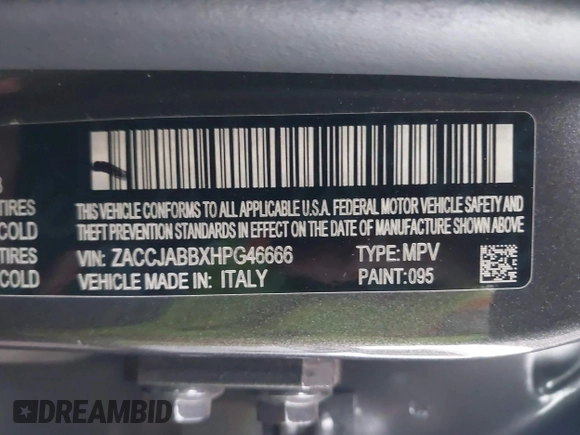 THIS VEHICLE CONFORMS TO ALL APPLICABLE U.S.A. FEDERAL MOTOR VEHICLE SAFETY AND
TIRES
THEFT PREVENTION STANDARDS IN EFFECT ON THE DATE OF MANUFACTURE SHOWN ABOVE
COLD
VIN: ZACCJABBXHPG46666 TYPE: MPV
TIRES
VEHICLE MADE IN: ITALY PAINT: 095
COLD
DREAMBID